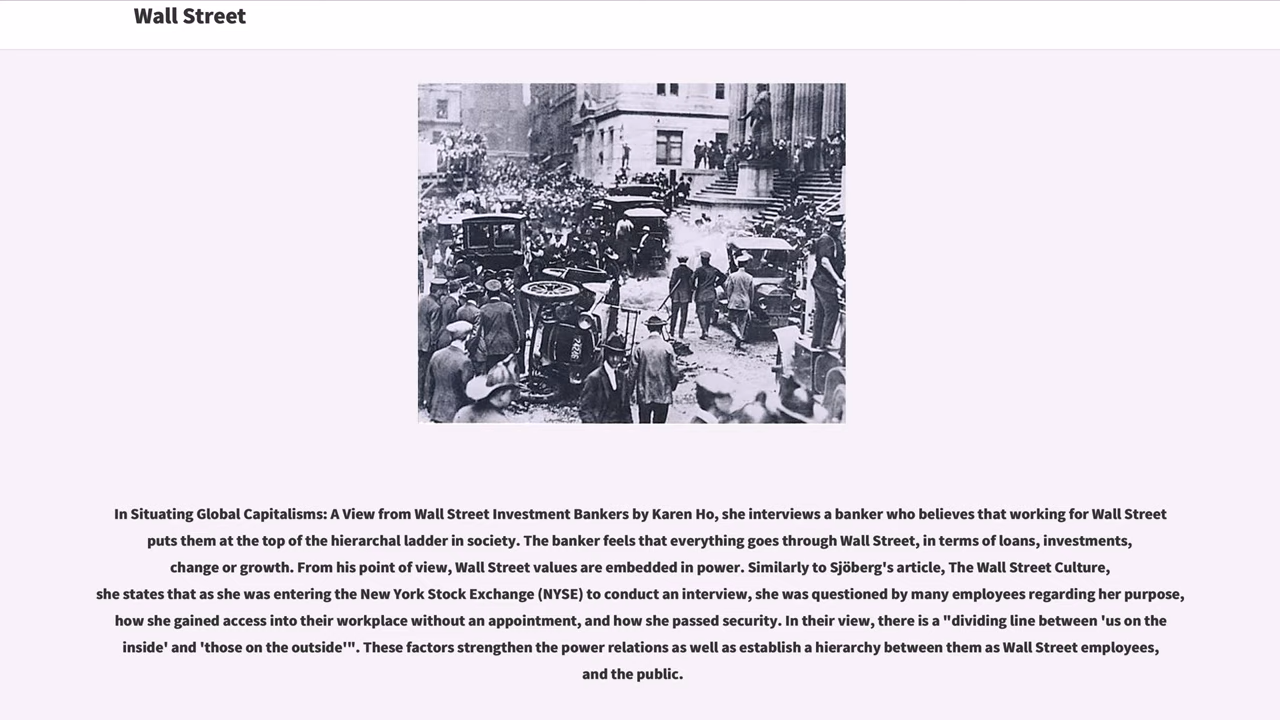 Wall Street
In Situating Global Capitalisms: A View from Wall Street Investment Bankers by Karen Ho, she interviews a banker who believes that working for Wall Street
puts them at the top of the hierarchal ladder in society. The banker feels that everything goes through Wall Street, in terms of loans, investments,
change or growth. From his point of view, Wall Street values are embedded in power. Similarly to Sjöberg's article, The Wall Street Culture,
she states that as she was entering the New York Stock Exchange (NYSE) to conduct an interview, she was questioned by many employees regarding her purpose,
how she gained access into their workplace without an appointment, and how she passed security. In their view, there is a "dividing line between 'us on the
inside' and 'those on the outside'". These factors strengthen the power relations as well as establish a hierarchy between them as Wall Street employees,
and the public.